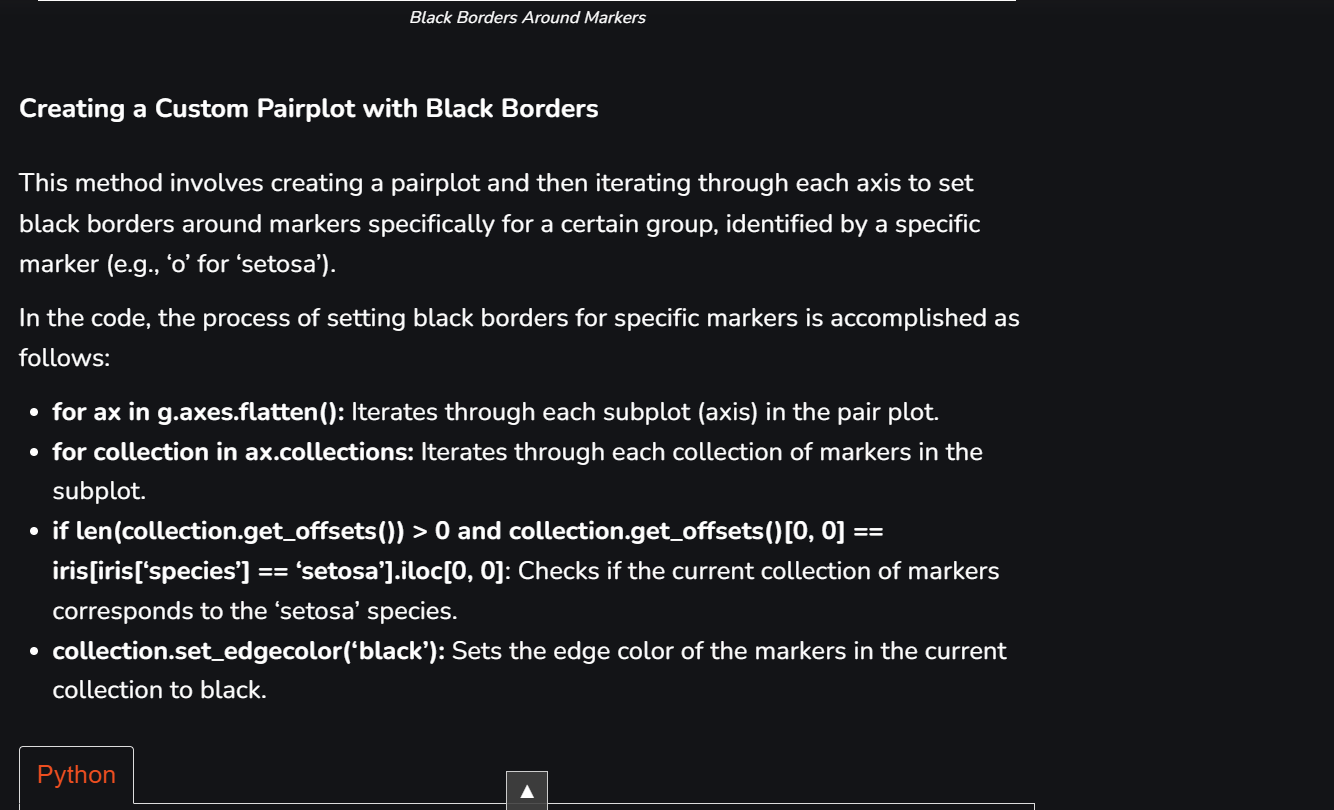 Black Borders Around Markers
Creating a Custom Pairplot with Black Borders
This method involves creating a pairplot and then iterating through each axis to set
black borders around markers specifically for a certain group, identified by a specific
marker (e.g., ‘o’ for ‘setosa’).
In the code, the process of setting black borders for specific markers is accomplished as
follows:
• for ax in g.axes.flatten(): Iterates through each subplot (axis) in the pair plot.
• for collection in ax.collections: Iterates through each collection of markers in the
subplot.
• if len(collection.get_offsets()) > 0 and collection.get_offsets()[0, 0] ==
iris[iris[‘species’] == ‘setosa’].iloc[0, 0]: Checks if the current collection of markers
corresponds to the ‘setosa’ species.
• collection.set_edgecolor(‘black’): Sets the edge color of the markers in the current
collection to black.
Python